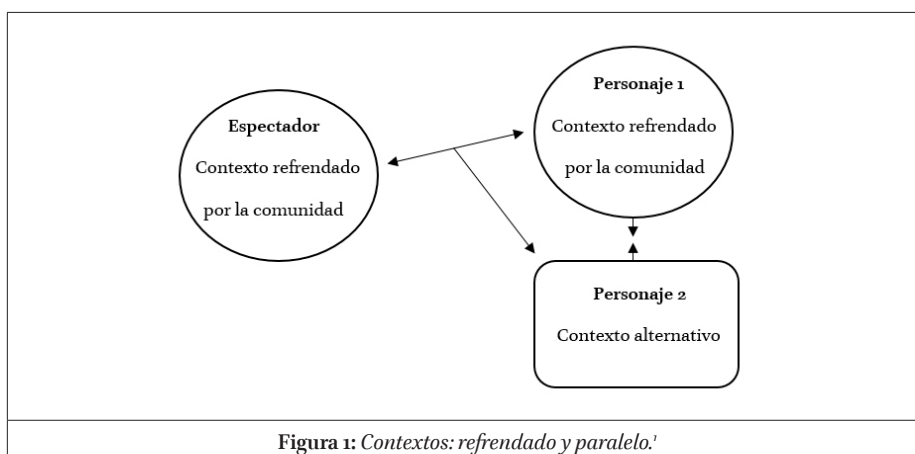 Espectador
Contexto refrendado
por la comunidad
Personaje 1
Contexto refrendado
por la comunidad
Personaje 2
Contexto alternativo
Figura 1: Contextos: refrendado y paralelo.¹